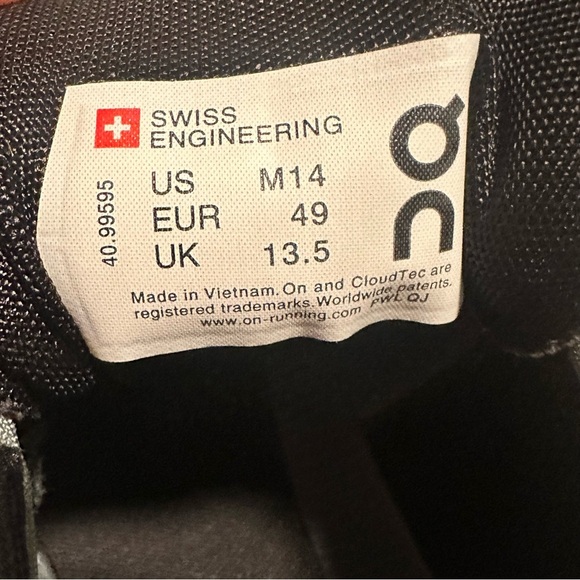 SWISS
ENGINEERING
US M14
EUR 49
UK 13.5
40.99595
Made in Vietnam. On and CloudTec are
registered trademarks. Worldwide patents.
www.on-running.com PWL QJ
On